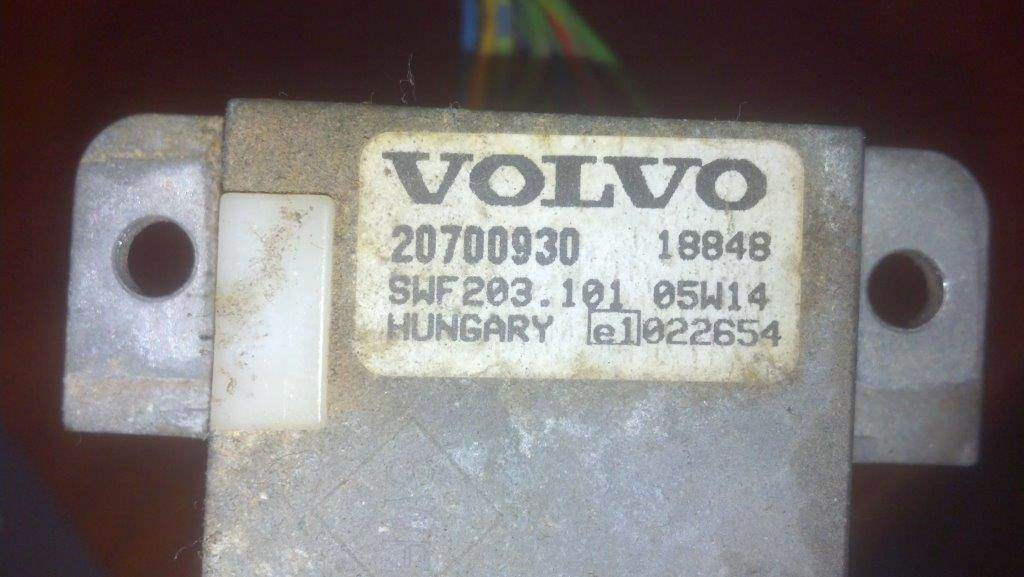 VOLVO
20700930 18848
SWF203.101 05W14
HUNGARY e1 022654